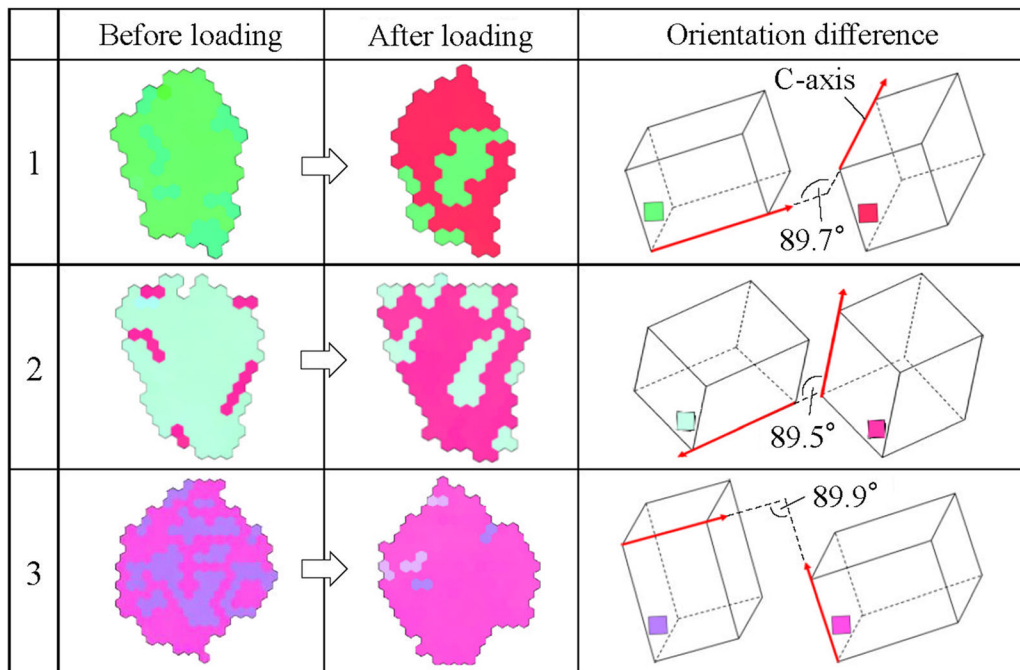 Before loading
After loading
Orientation difference
1
C-axis
89.7°
2
89.5°
3
89.9°